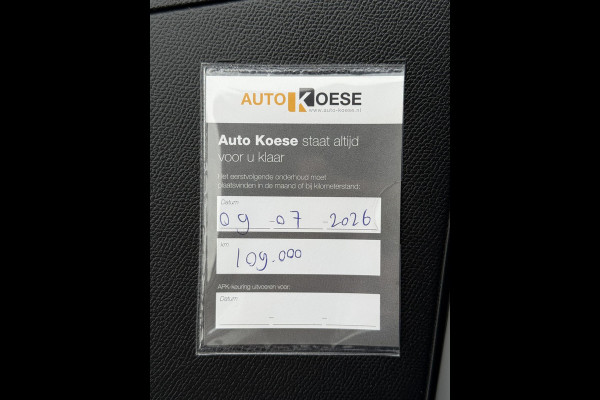 AUTO KOESE
www.auto-koese.nl
Auto Koese staat altijd
voor u klaar
Het eerstvolgende onderhoud moet
plaatsvinden in de maand of bij kilometerstand:
Datum
09 - 07 - 2026
km
109.000
APK-keuring uitvoeren voor:
Datum
- -